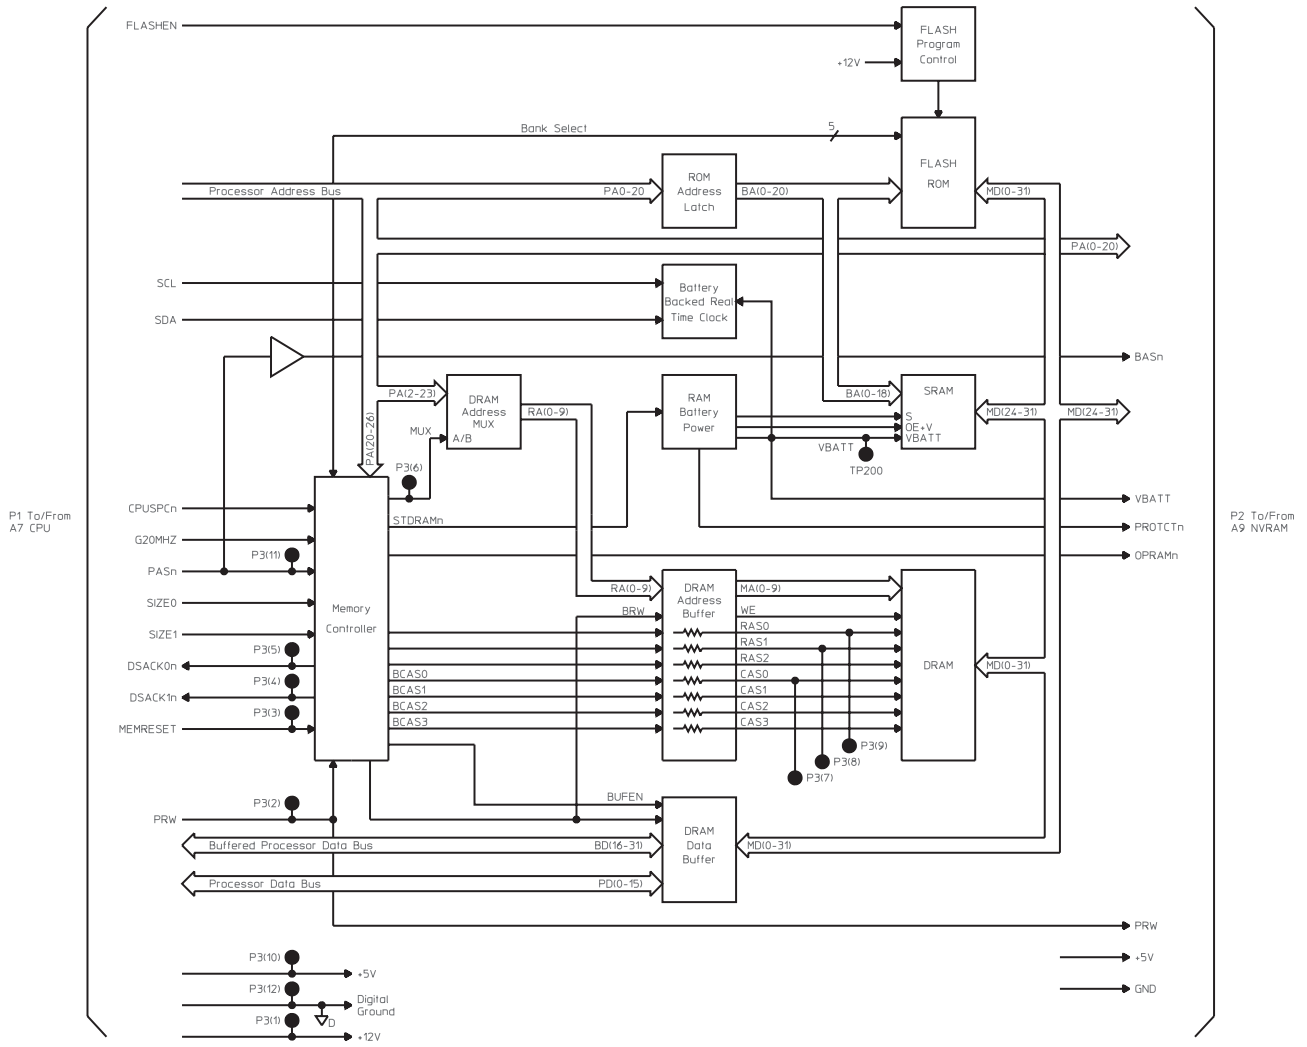 FLASHEN
FLASH
Program
Control
+12V
Bank Select
5
FLASH
ROM
ROM
Address
Latch
Processor Address Bus
PA0-20
BA(0-20)
MD(0-31)
PA(0-20)
SCL
SDA
Battery
Backed Real
Time Clock
BASn
PA(2-23)
DRAM
Address
MUX
A/B
RA(0-9)
MUX
PA(20-26)
P3(6)
RAM
Battery
Power
BA(0-18)
SRAM
S
OE+V
VBATT
MD(24-31)
MD(24-31)
VBATT
TP200
VBATT
PROTCTn
OPRAMn
P1 To/From
A7 CPU
P2 To/From
A9 NVRAM
CPUSPCn
G20MHZ
P3(11)
PASn
SIZE0
SIZE1
P3(5)
DSACK0n
P3(4)
DSACK1n
P3(3)
MEMRESET
Memory
Controller
STDRAMn
RA(0-9)
BRW
BCAS0
BCAS1
BCAS2
BCAS3
DRAM
Address
Buffer
MA(0-9)
WE
RAS0
RAS1
RAS2
CAS0
CAS1
CAS2
CAS3
DRAM
MD(0-31)
P3(9)
P3(8)
P3(7)
P3(2)
PRW
BUFEN
DRAM
Data
Buffer
Buffered Processor Data Bus
BD(16-31)
MD(0-31)
Processor Data Bus
PD(0-15)
PRW
P3(10)
+5V
+5V
P3(12)
Digital
Ground
GND
P3(1)
D
+12V